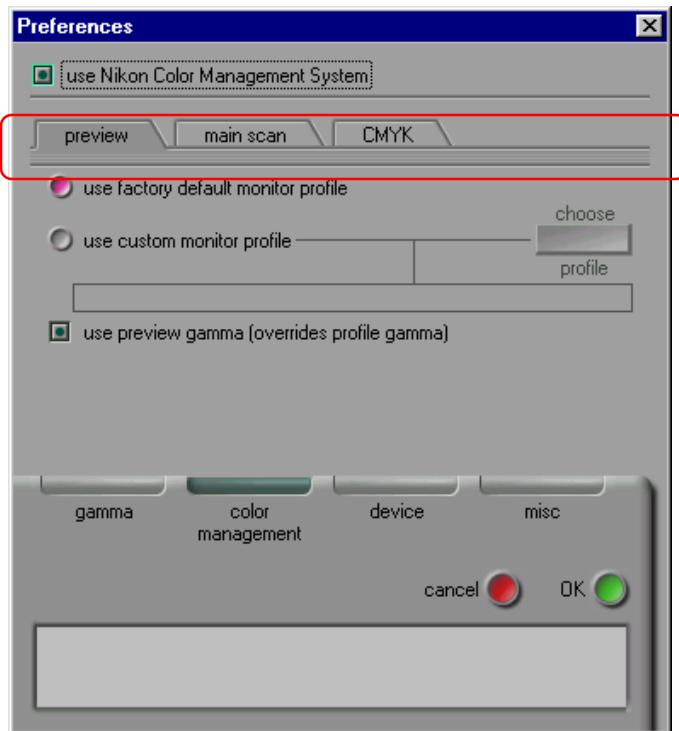 Preferences
use Nikon Color Management System
preview main scan CMYK
use factory default monitor profile
choose
use custom monitor profile
profile
use preview gamma (overrides profile gamma)
gamma color device misc
management
cancel OK